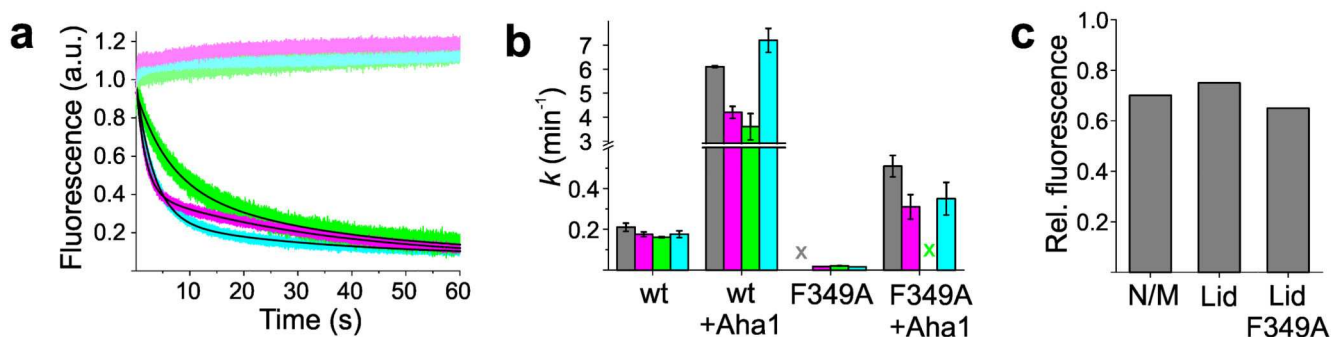 a
Fluorescence (a.u.)
1.2
1.0
0.8
0.6
0.4
0.2
10
20
30
40
50
60
Time (s)
b
k (min⁻¹)
7
6
5
4
3
0.2
wt
wt
+Aha1
x
F349A
x
F349A
+Aha1
c
Rel. fluorescence
1.0
0.8
0.6
0.4
0.2
N/M
Lid
Lid
F349A